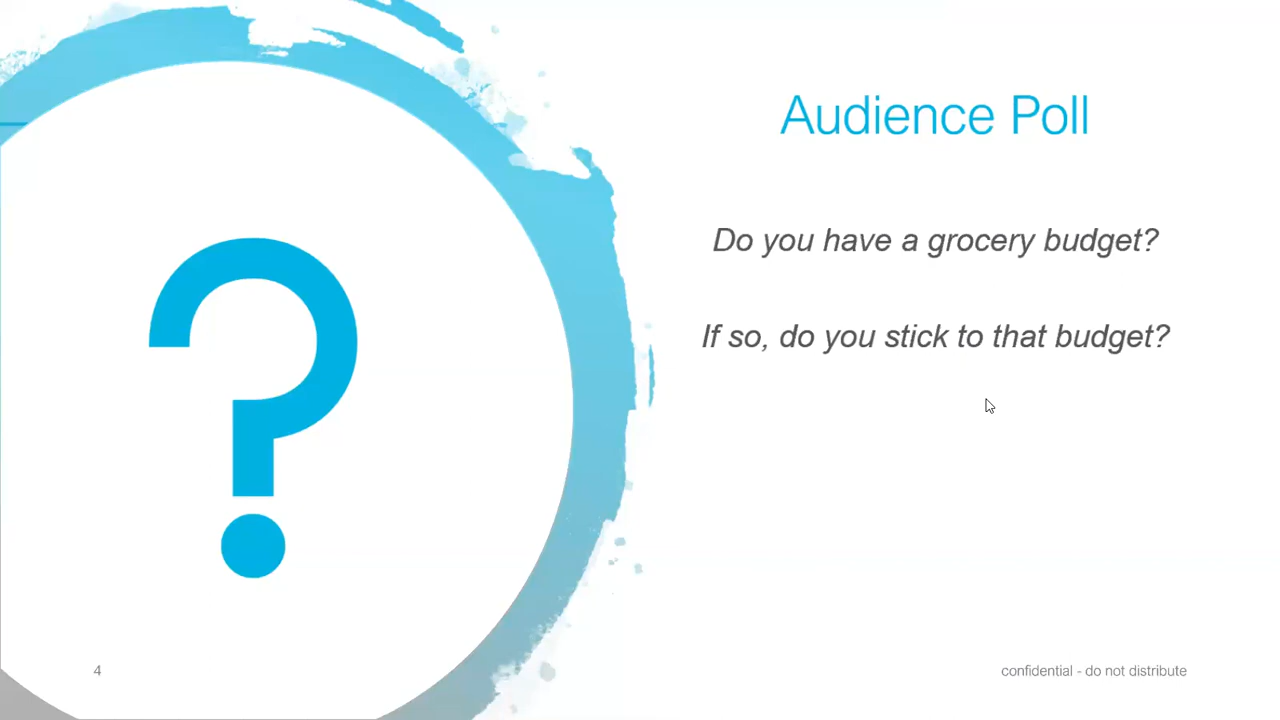 Audience Poll
Do you have a grocery budget?
If so, do you stick to that budget?
4
confidential - do not distribute